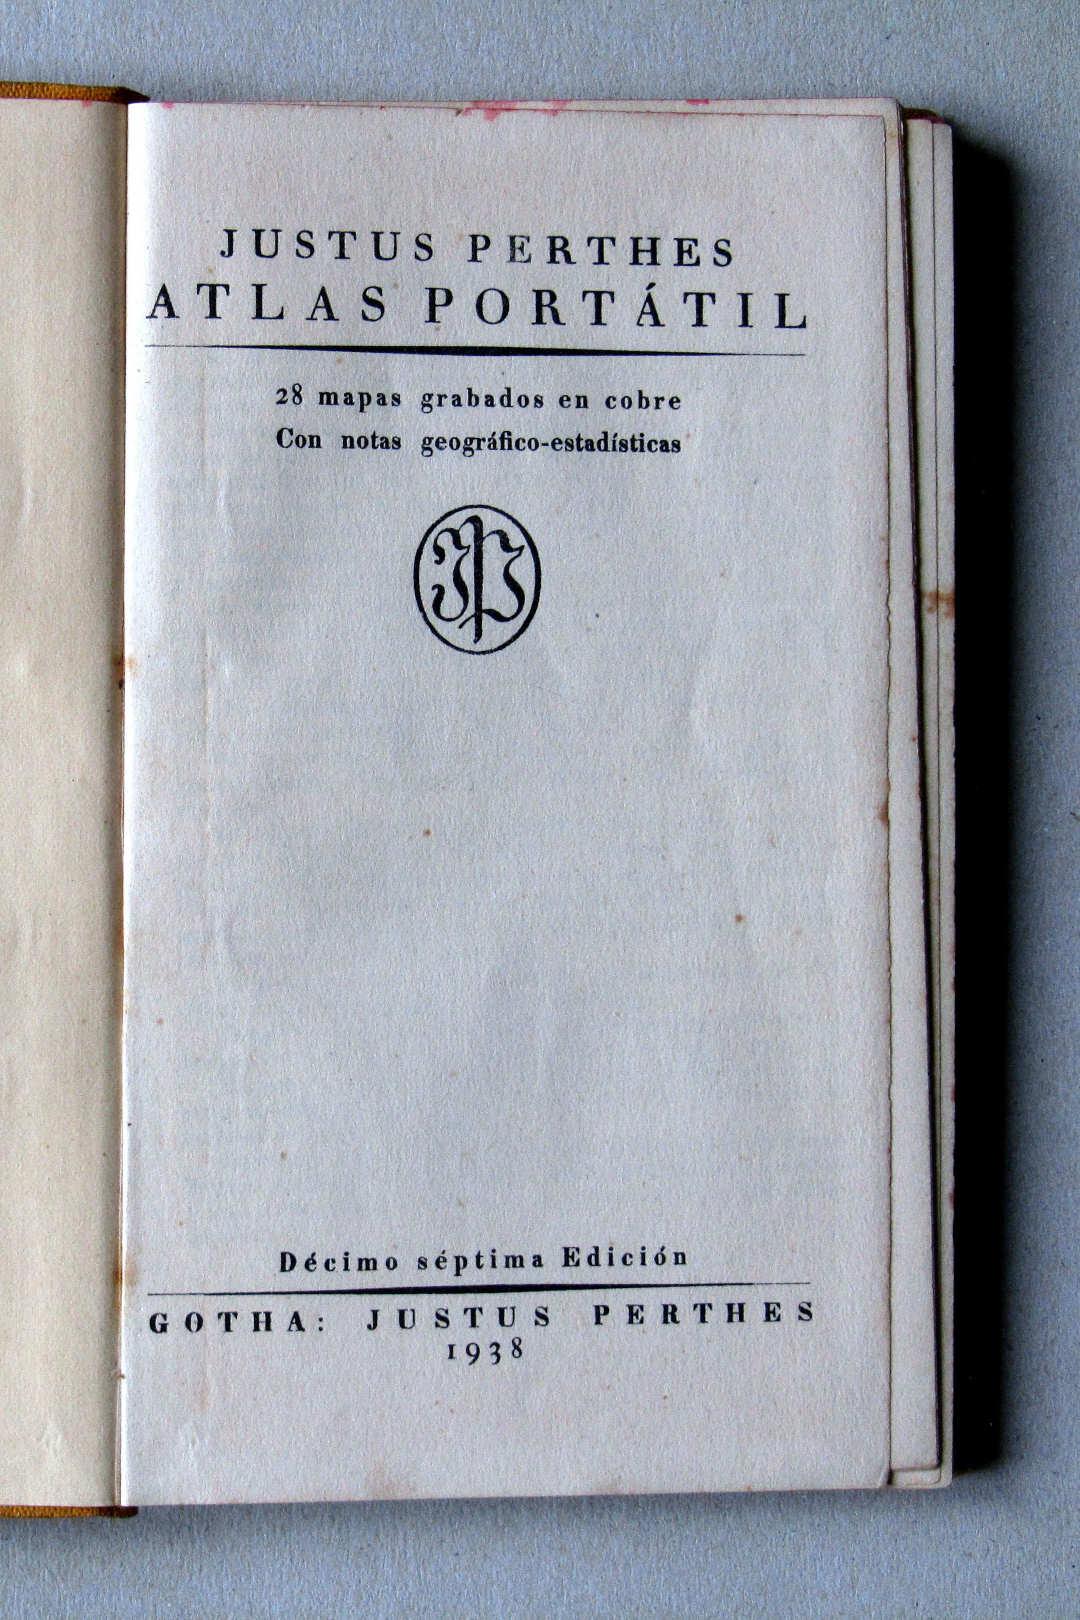 JUSTUS PERTHES
ATLAS PORTÁTIL
28 mapas grabados en cobre
Con notas geográfico-estadísticas
JP
Décimo séptima Edición
GOTHA: JUSTUS PERTHES
1938